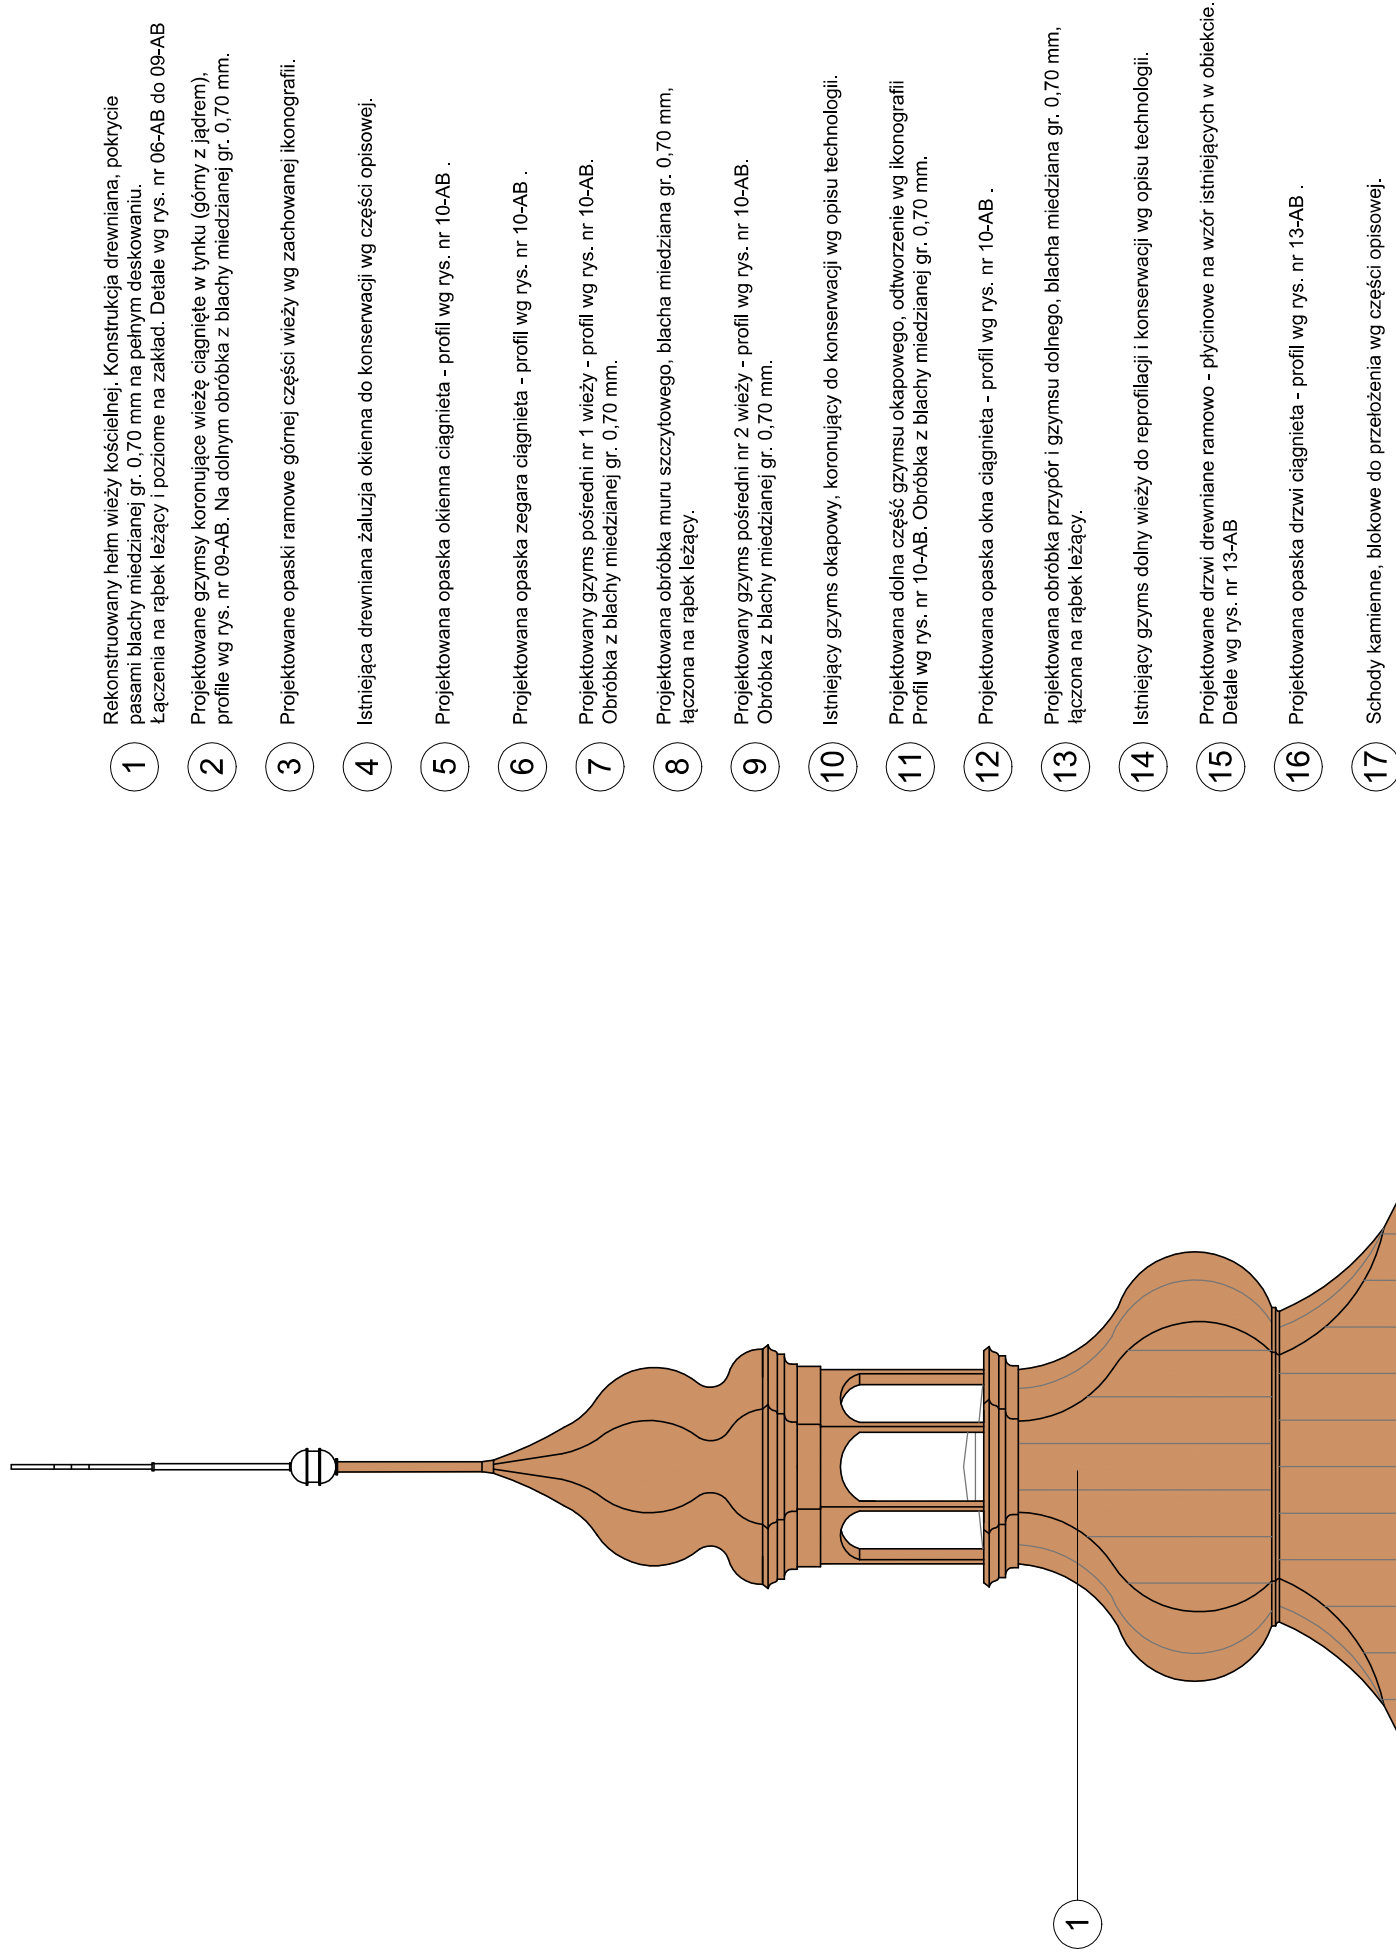 1
Rekonstruowany hełm wieży kościelnej. Konstrukcja drewniana, pokrycie
pasami blachy miedzianej gr. 0,70 mm na pełnym deskowaniu.
Łączenia na rąbek leżący i poziome na zakład. Detale wg rys. nr 06-AB do 09-AB
2
Projektowane gzymsy koronujące wieżę ciągnięte w tynku (górny z jądrem),
profile wg rys. nr 09-AB. Na dolnym obróbka z blachy miedzianej gr. 0,70 mm.
3
Projektowane opaski ramowe górnej części wieży wg zachowanej ikonografii.
4
Istniejąca drewniana żaluzja okienna do konserwacji wg części opisowej.
5
Projektowana opaska okienna ciągnieta - profil wg rys. nr 10-AB .
6
Projektowana opaska zegara ciągnieta - profil wg rys. nr 10-AB .
7
Projektowany gzyms pośredni nr 1 wieży - profil wg rys. nr 10-AB.
Obróbka z blachy miedzianej gr. 0,70 mm.
8
Projektowana obróbka muru szczytowego, blacha miedziana gr. 0,70 mm,
łączona na rąbek leżący.
9
Projektowany gzyms pośredni nr 2 wieży - profil wg rys. nr 10-AB.
Obróbka z blachy miedzianej gr. 0,70 mm.
10
Istniejący gzyms okapowy, koronujący do konserwacji wg opisu technologii.
11
Projektowana dolna część gzymsu okapowego, odtworzenie wg ikonografii
Profil wg rys. nr 10-AB. Obróbka z blachy miedzianej gr. 0,70 mm.
12
Projektowana opaska okna ciągnieta - profil wg rys. nr 10-AB .
13
Projektowana obróbka przypór i gzymsu dolnego, blacha miedziana gr. 0,70 mm,
łączona na rąbek leżący.
14
Istniejący gzyms dolny wieży do reprofilacji i konserwacji wg opisu technologii.
15
Projektowane drzwi drewniane ramowo - płycinowe na wzór istniejących w obiekcie.
Detale wg rys. nr 13-AB
16
Projektowana opaska drzwi ciągnieta - profil wg rys. nr 13-AB .
17
Schody kamienne, blokowe do przełożenia wg części opisowej.
1